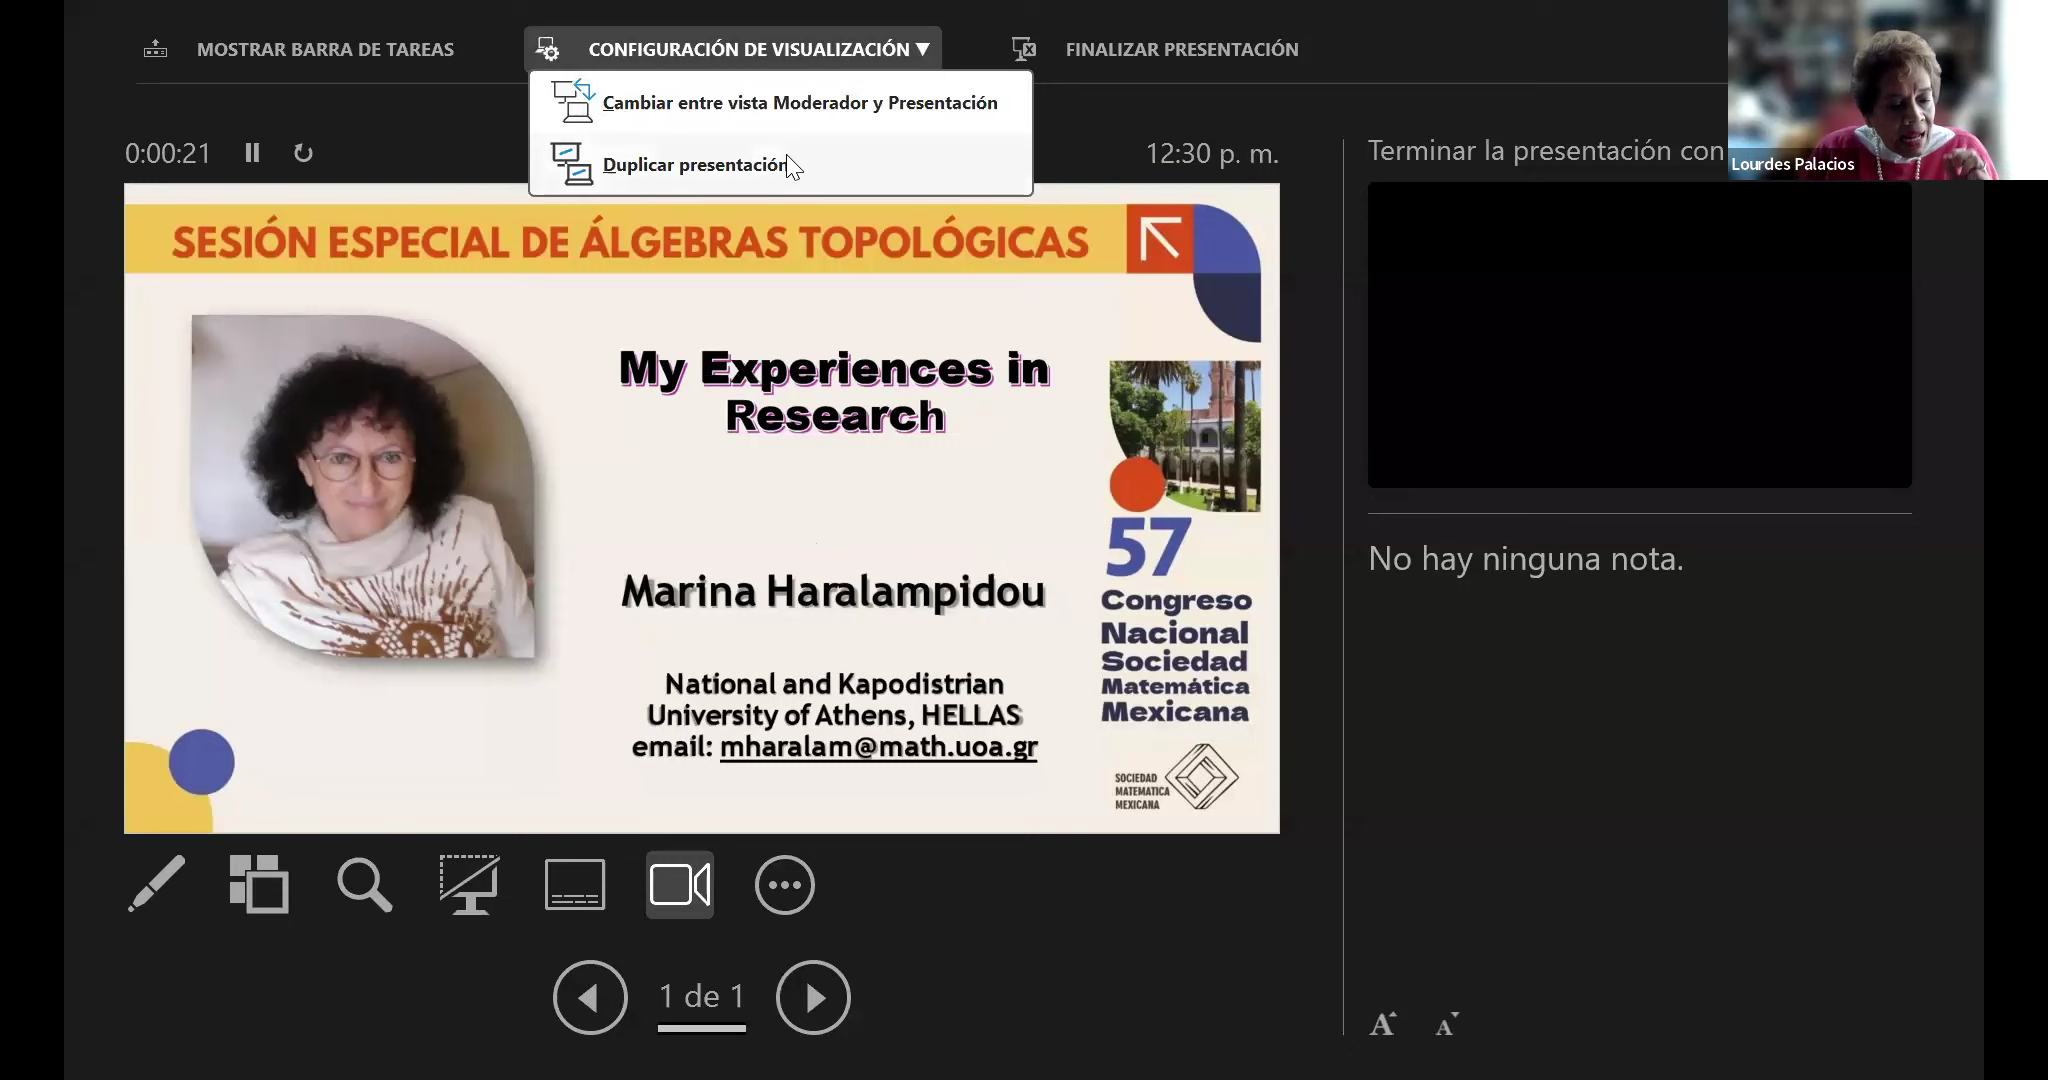 MOSTRAR BARRA DE TAREAS
CONFIGURACIÓN DE VISUALIZACIÓN ▼
FINALIZAR PRESENTACIÓN
Cambiar entre vista Moderador y Presentación
Duplicar presentación
0:00:21
12:30 p. m.
Terminar la presentación con
Lourdes Palacios
SESIÓN ESPECIAL DE ÁLGEBRAS TOPOLÓGICAS
My Experiences in
Research
Marina Haralampidou
National and Kapodistrian
University of Athens, HELLAS
email: mharalam@math.uoa.gr
57
Congreso
Nacional
Sociedad
Matemática
Mexicana
SOCIEDAD
MATEMATICA
MEXICANA
No hay ninguna nota.
1 de 1
A A